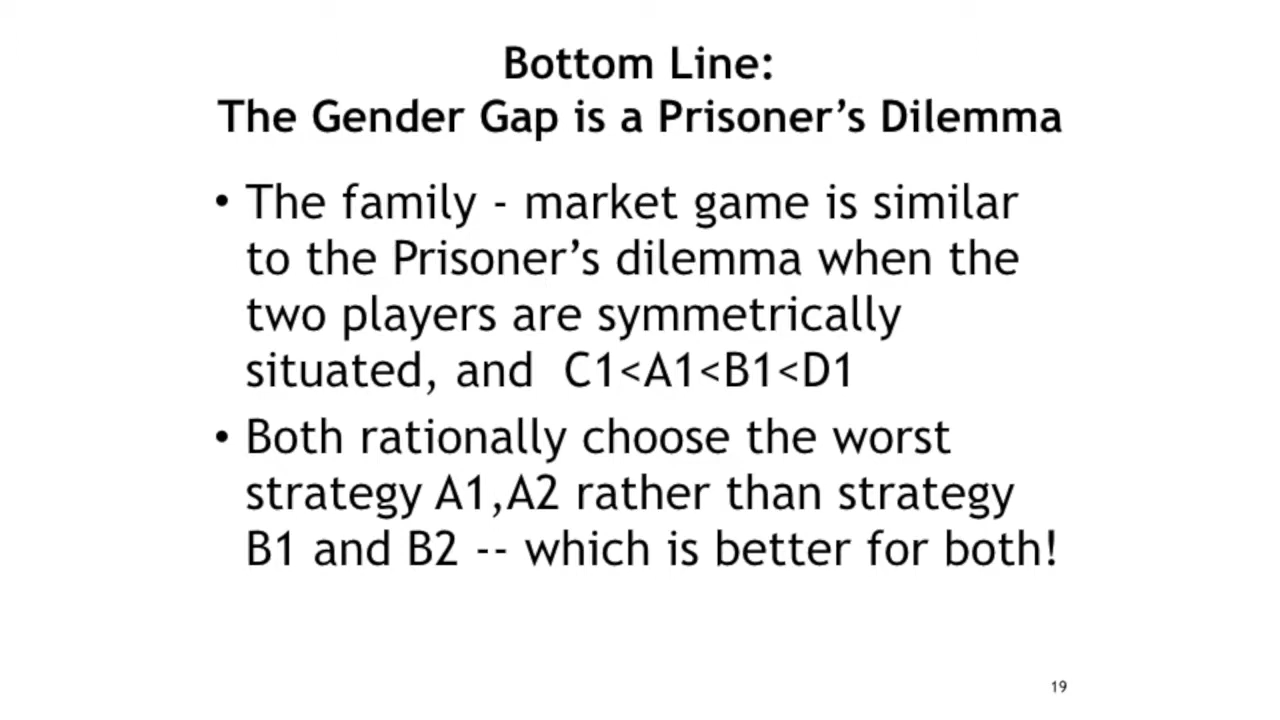 Bottom Line:
The Gender Gap is a Prisoner’s Dilemma
• The family - market game is similar
to the Prisoner’s dilemma when the
two players are symmetrically
situated, and  C1<A1<B1<D1
• Both rationally choose the worst
strategy A1,A2 rather than strategy
B1 and B2 -- which is better for both!
19